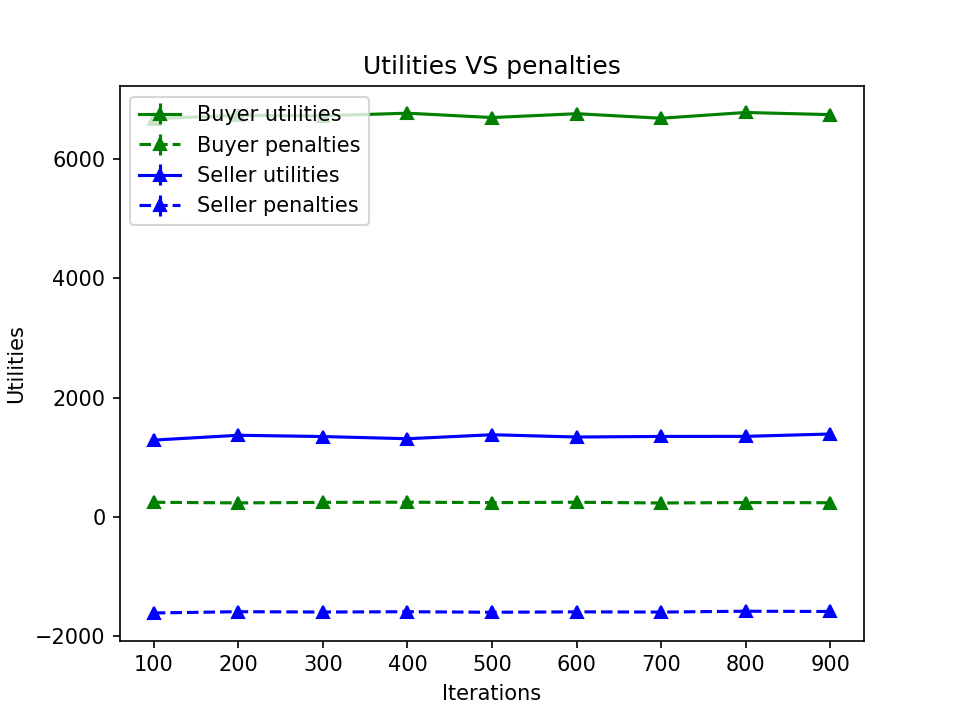 Utilities VS penalties
Buyer utilities
Buyer penalties
Seller utilities
Seller penalties
6000
4000
2000
0
−2000
Utilities
100 200 300 400 500 600 700 800 900
Iterations